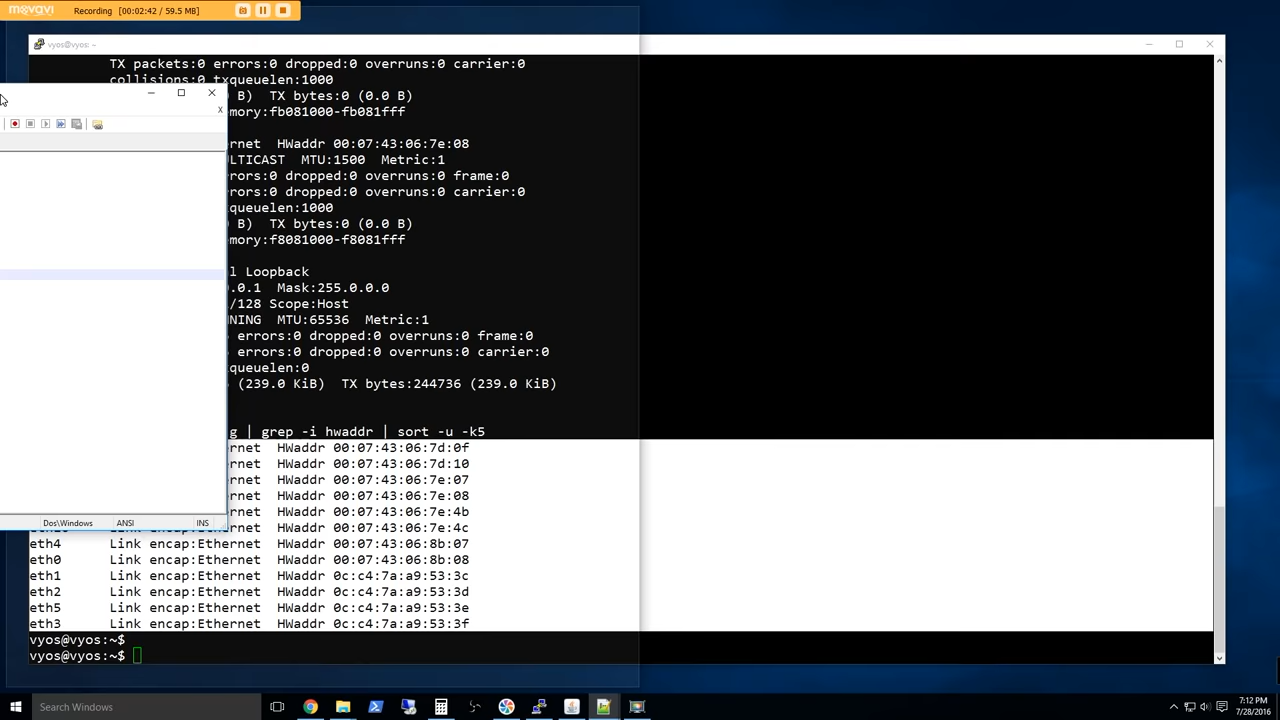 movavi Recording [00:02:42 / 59.5 MB]
vyos@vyos: ~
TX packets:0 errors:0 dropped:0 overruns:0 carrier:0
collisions:0 txqueuelen:1000
B) TX bytes:0 (0.0 B)
emory:fb081000-fb081fff
X
rnet HWaddr 00:07:43:06:7e:08
ULTICAST MTU:1500 Metric:1
rrors:0 dropped:0 overruns:0 frame:0
rrors:0 dropped:0 overruns:0 carrier:0
xqueuelen:1000
B) TX bytes:0 (0.0 B)
emory:f8081000-f8081fff
l Loopback
.0.1 Mask:255.0.0.0
/128 Scope:Host
NING MTU:65536 Metric:1
errors:0 dropped:0 overruns:0 frame:0
errors:0 dropped:0 overruns:0 carrier:0
queuelen:0
(239.0 KiB) TX bytes:244736 (239.0 KiB)
g | grep -i hwaddr | sort -u -k5
rnet HWaddr 00:07:43:06:7d:0f
rnet HWaddr 00:07:43:06:7d:10
rnet HWaddr 00:07:43:06:7e:07
rnet HWaddr 00:07:43:06:7e:08
rnet HWaddr 00:07:43:06:7e:4b
Dos\Windows ANSI INS
rnet HWaddr 00:07:43:06:7e:4c
eth4 Link encap:Ethernet HWaddr 00:07:43:06:8b:07
eth0 Link encap:Ethernet HWaddr 00:07:43:06:8b:08
eth1 Link encap:Ethernet HWaddr 0c:c4:7a:a9:53:3c
eth2 Link encap:Ethernet HWaddr 0c:c4:7a:a9:53:3d
eth5 Link encap:Ethernet HWaddr 0c:c4:7a:a9:53:3e
eth3 Link encap:Ethernet HWaddr 0c:c4:7a:a9:53:3f
vyos@vyos:~$
vyos@vyos:~$
Search Windows
7:12 PM
7/28/2016